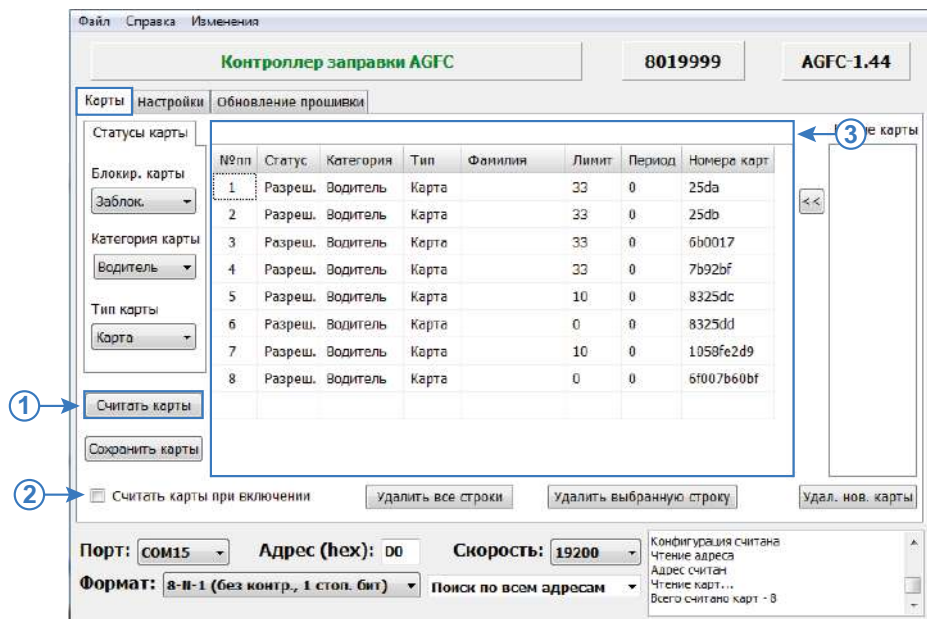 Файл Справка Изменения
Контроллер заправки AGFC 8019999 AGFC-1.44
Карты Настройки Обновление прошивки
Статусы карты
Блокир. карты
Заблок.
Категория карты
Водитель
Тип карты
Карта
1 Считать карты
Сохранить карты
3
карты
№пп Статус Категория Тип Фамилия Лимит Период Номера карт
1 Разреш. Водитель Карта 33 0 25da
2 Разреш. Водитель Карта 33 0 25db
3 Разреш. Водитель Карта 33 0 6b0017
4 Разреш. Водитель Карта 33 0 7b92bf
5 Разреш. Водитель Карта 10 0 8325dc
6 Разреш. Водитель Карта 0 0 8325dd
7 Разреш. Водитель Карта 10 0 1058fe2d9
8 Разреш. Водитель Карта 0 0 6f007b60bf
<<
2 Считать карты при включении Удалить все строки Удалить выбранную строку Удал. нов. карты
Порт: COM15 Адрес (hex): D0 Скорость: 19200
Формат: 8-N-1 (без контр., 1 стоп. бит) Поиск по всем адресам
Конфигурация считана
Чтение адреса
Адрес считан
Чтение карт...
Всего считано карт - 8